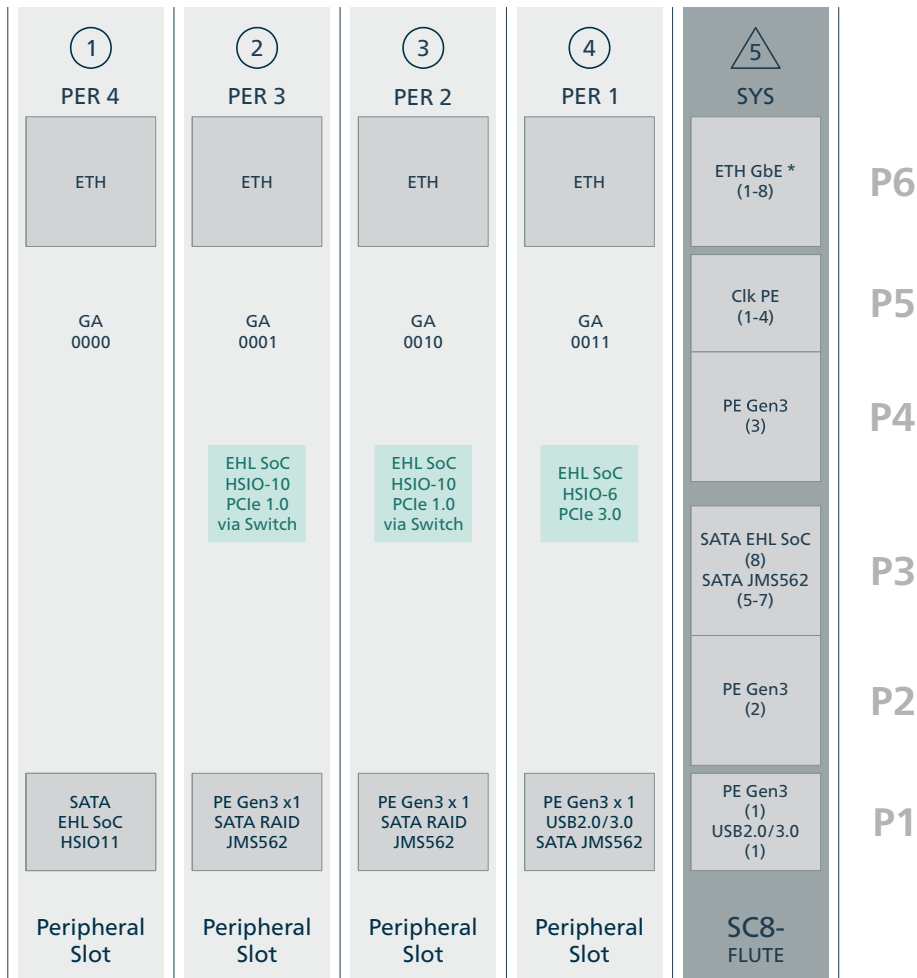 1
PER 4
ETH
GA
0000
SATA
EHL SoC
HSIO11
Peripheral
Slot
2
PER 3
ETH
GA
0001
EHL SoC
HSIO-10
PCIe 1.0
via Switch
PE Gen3 x1
SATA RAID
JMS562
Peripheral
Slot
3
PER 2
ETH
GA
0010
EHL SoC
HSIO-10
PCIe 1.0
via Switch
PE Gen3 x 1
SATA RAID
JMS562
Peripheral
Slot
4
PER 1
ETH
GA
0011
EHL SoC
HSIO-6
PCIe 3.0
PE Gen3 x 1
USB2.0/3.0
SATA JMS562
Peripheral
Slot
5
SYS
ETH GbE *
(1-8)
Clk PE
(1-4)
PE Gen3
(3)
SATA EHL SoC
(8)
SATA JMS562
(5-7)
PE Gen3
(2)
PE Gen3
(1)
USB2.0/3.0
(1)
SC8-
FLUTE
P6
P5
P4
P3
P2
P1